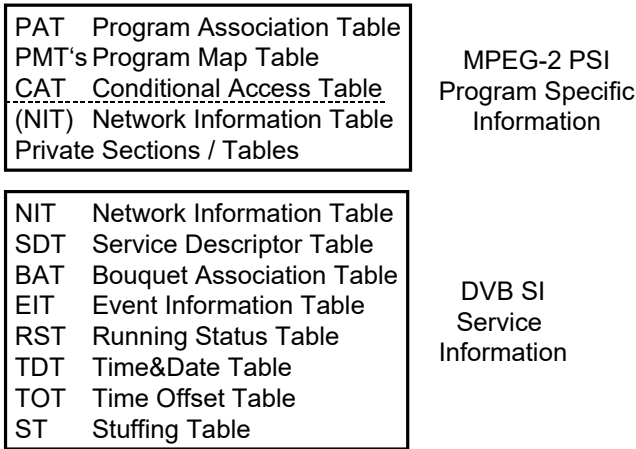 PAT Program Association Table
PMT‘s Program Map Table
CAT Conditional Access Table
(NIT) Network Information Table
Private Sections / Tables
MPEG-2 PSI
Program Specific
Information
NIT Network Information Table
SDT Service Descriptor Table
BAT Bouquet Association Table
EIT Event Information Table
RST Running Status Table
TDT Time&Date Table
TOT Time Offset Table
ST Stuffing Table
DVB SI
Service
Information